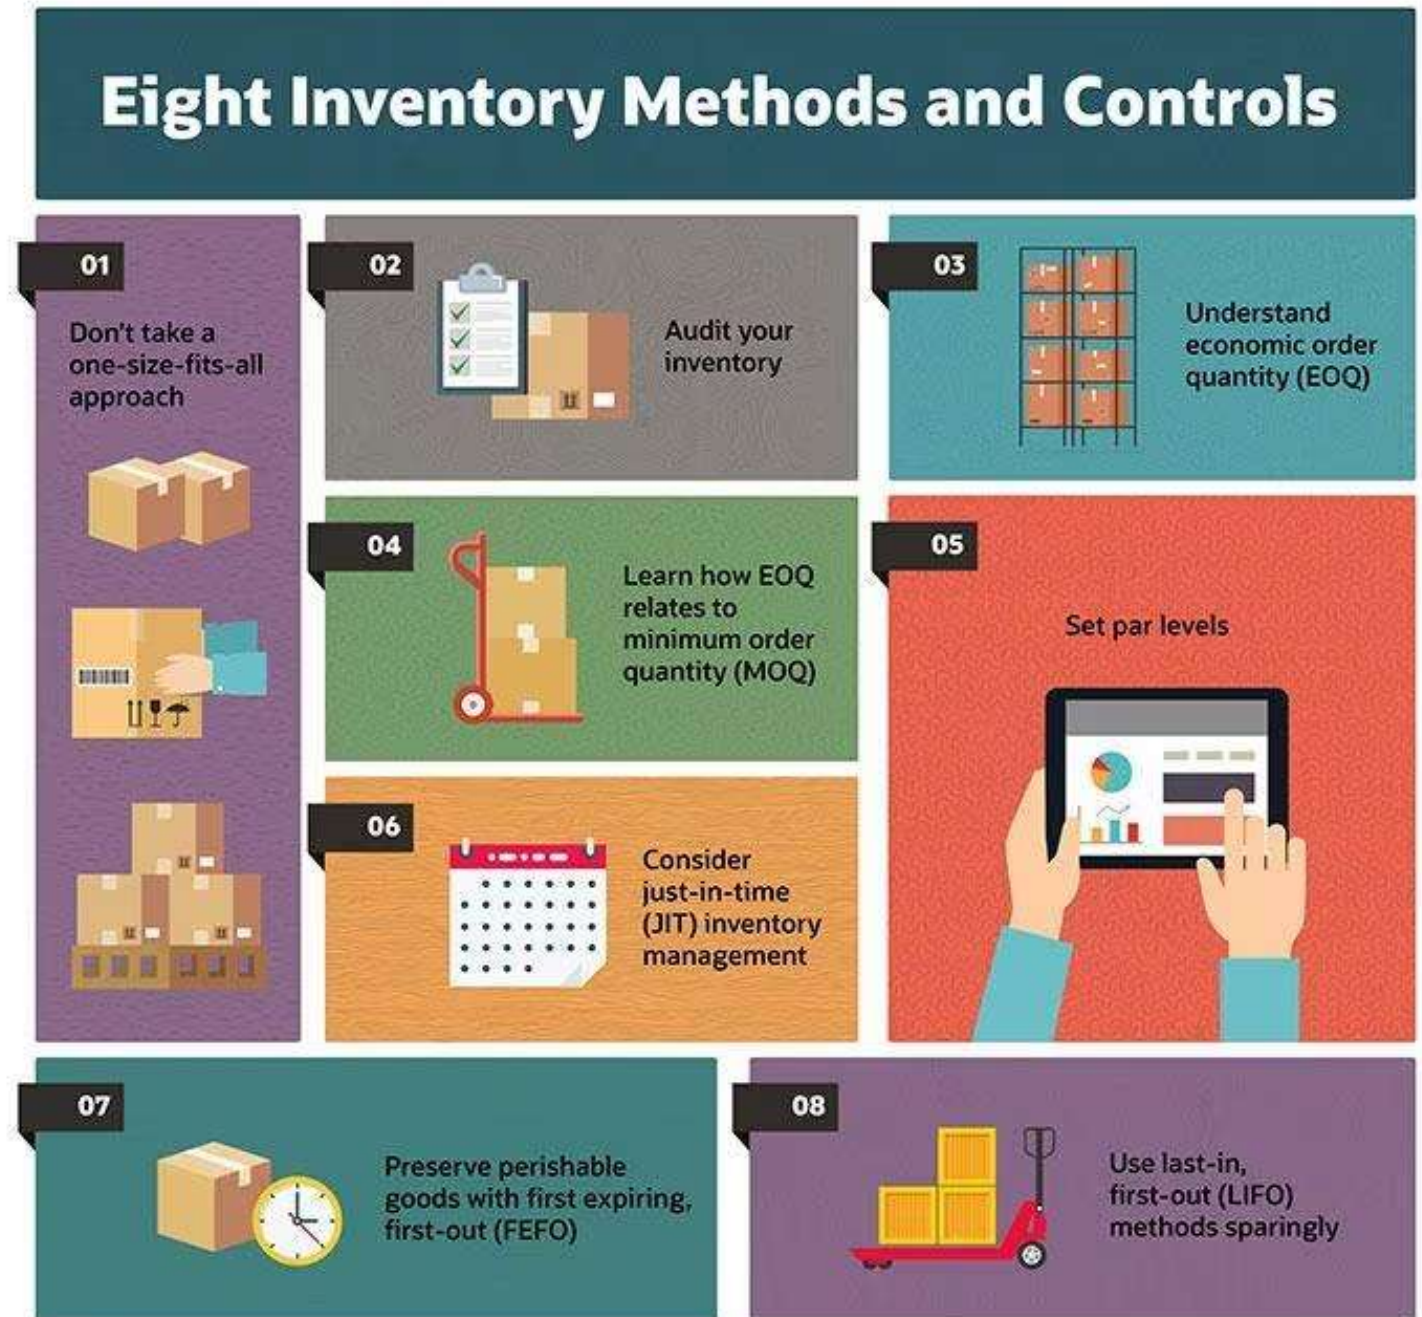 Eight Inventory Methods and Controls
01
Don't take a
one-size-fits-all
approach
02
Audit your
inventory
03
Understand
economic order
quantity (EOQ)
04
Learn how EOQ
relates to
minimum order
quantity (MOQ)
05
Set par levels
06
Consider
just-in-time
(JIT) inventory
management
07
Preserve perishable
goods with first expiring,
first-out (FEFO)
08
Use last-in,
first-out (LIFO)
methods sparingly